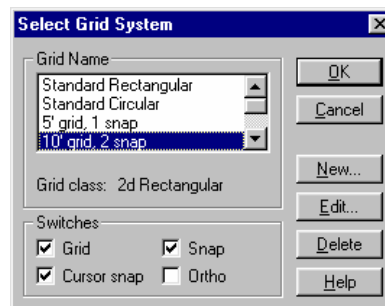 Select Grid System
Grid Name
Standard Rectangular
Standard Circular
5' grid, 1 snap
10' grid, 2 snap
Grid class: 2d Rectangular
Switches
Grid
Snap
Cursor snap
Ortho
OK
Cancel
New...
Edit...
Delete
Help